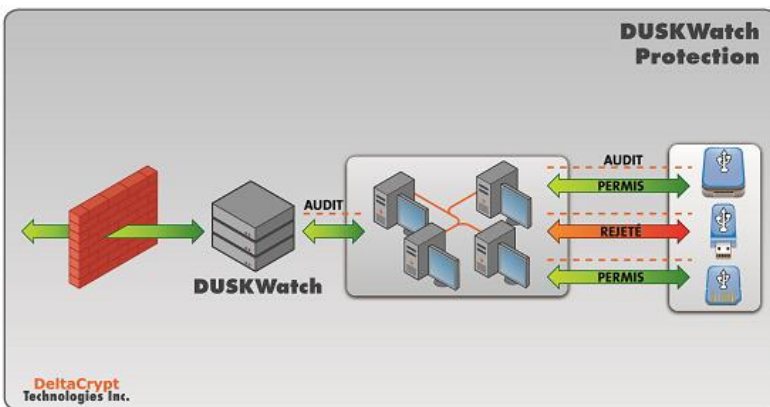 DUSKWatch
Protection
AUDIT
PERMIS
AUDIT
REJETÉ
DUSKWatch
PERMIS
DeltaCrypt
Technologies Inc.